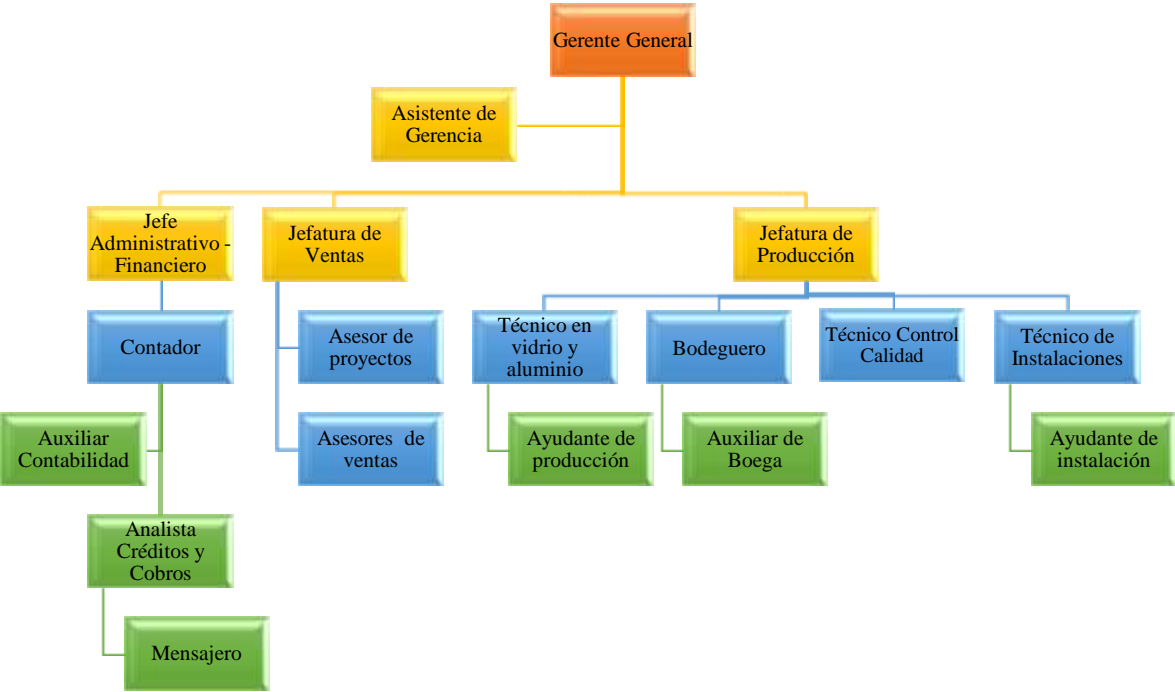 Gerente General
Asistente de
Gerencia
Jefe
Administrativo -
Financiero
Jefatura de
Ventas
Jefatura de
Producción
Contador
Asesor de
proyectos
Técnico en
vidrio y
aluminio
Bodeguero
Técnico Control
Calidad
Técnico de
Instalaciones
Auxiliar
Contabilidad
Asesores de
ventas
Ayudante de
producción
Auxiliar de
Boega
Ayudante de
instalación
Analista
Créditos y
Cobros
Mensajero